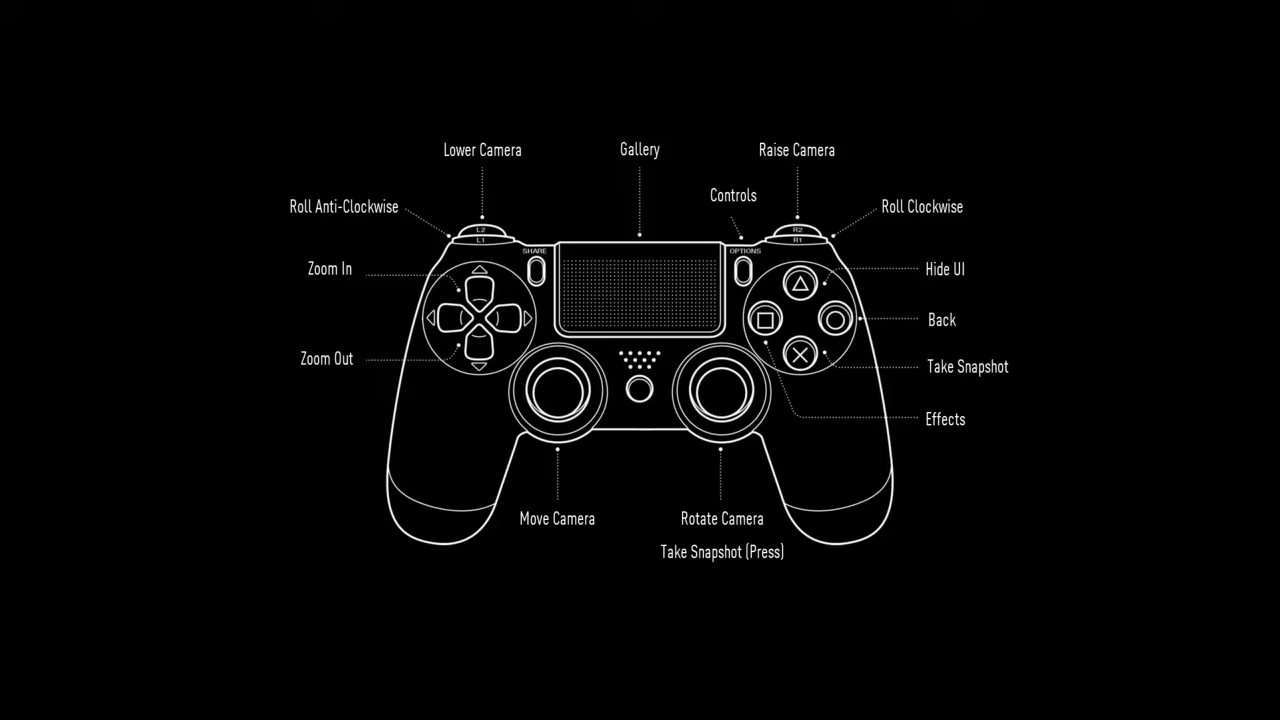 Lower Camera
Gallery
Raise Camera
Controls
Roll Anti-Clockwise
Roll Clockwise
L2
R2
L1
R1
SHARE
OPTIONS
Zoom In
Hide UI
Back
Zoom Out
Take Snapshot
Effects
Move Camera
Rotate Camera
Take Snapshot (Press)